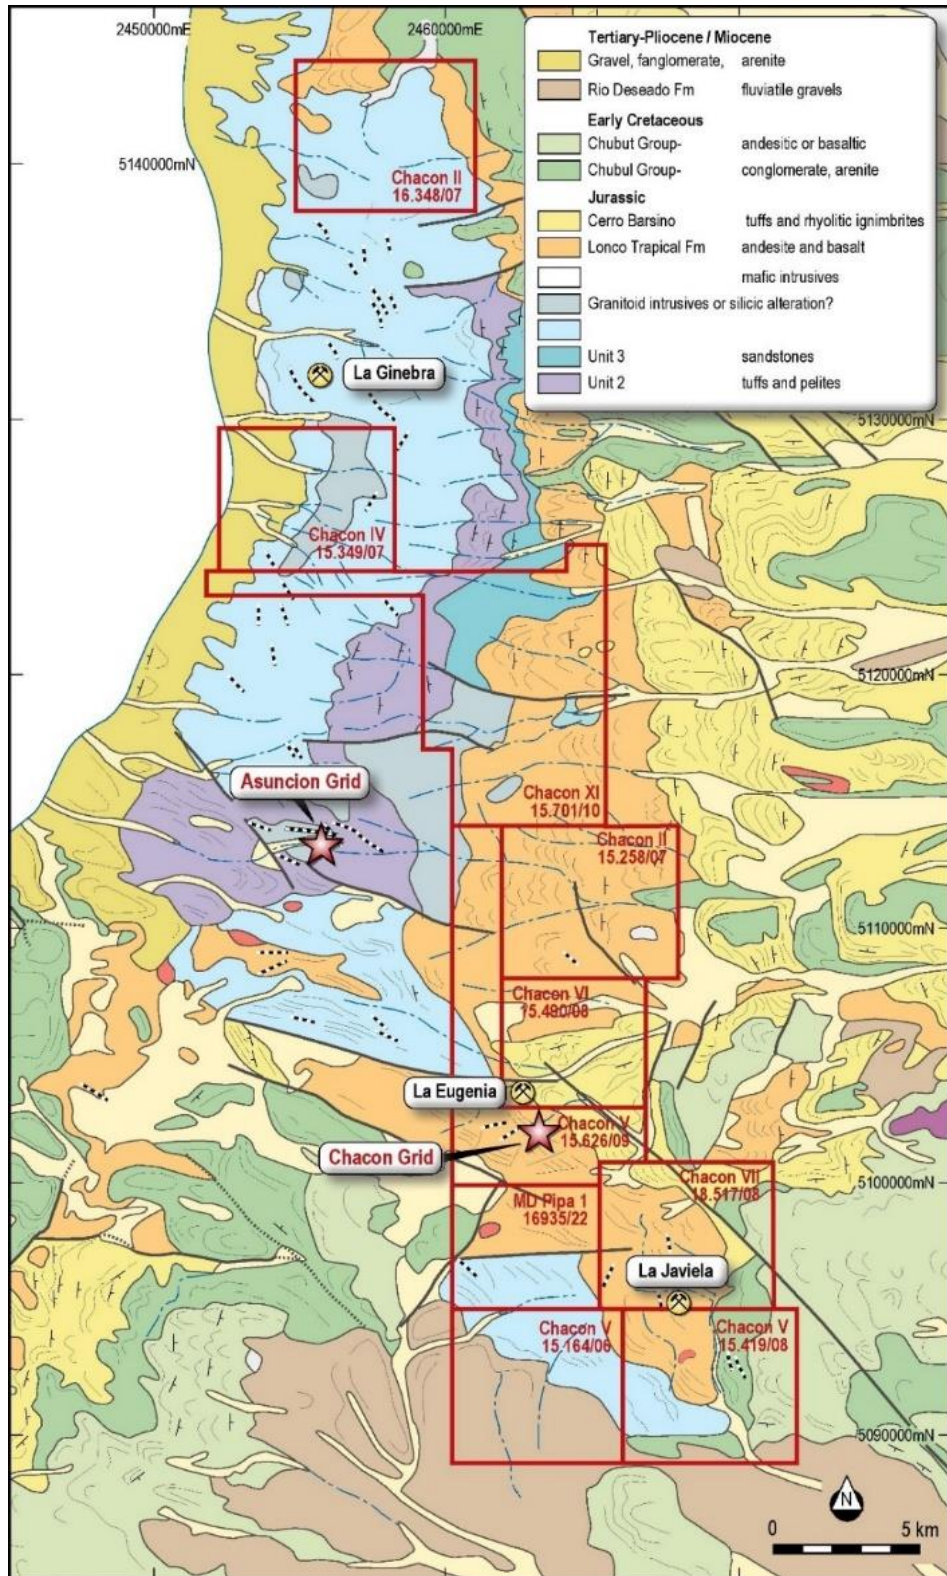 2450000mE
2460000mE
Tertiary-Pliocene / Miocene
Gravel, fanglomerate, arenite
Rio Deseado Fm fluviatile gravels
Early Cretaceous
Chubut Group- andesitic or basaltic
Chubul Group- conglomerate, arenite
Jurassic
Cerro Barsino tuffs and rhyolitic ignimbrites
Lonco Trapical Fm andesite and basalt
mafic intrusives
Granitoid intrusives or silicic alteration?
Unit 3 sandstones
Unit 2 tuffs and pelites
5140000mN
Chacon II
16.348/07
La Ginebra
5130000mN
Chacon IV
15.349/07
5120000mN
Asuncion Grid
Chacon XI
15.701/10
Chacon II
15.258/07
5110000mN
Chacon VI
15.480/08
La Eugenia
Chacon V
15.626/09
Chacon Grid
Chacon VII
18.517/08
5100000mN
MD Pipa 1
16935/22
La Javiela
Chacon V
15.164/06
Chacon V
15.419/08
5090000mN
N
0 5 km